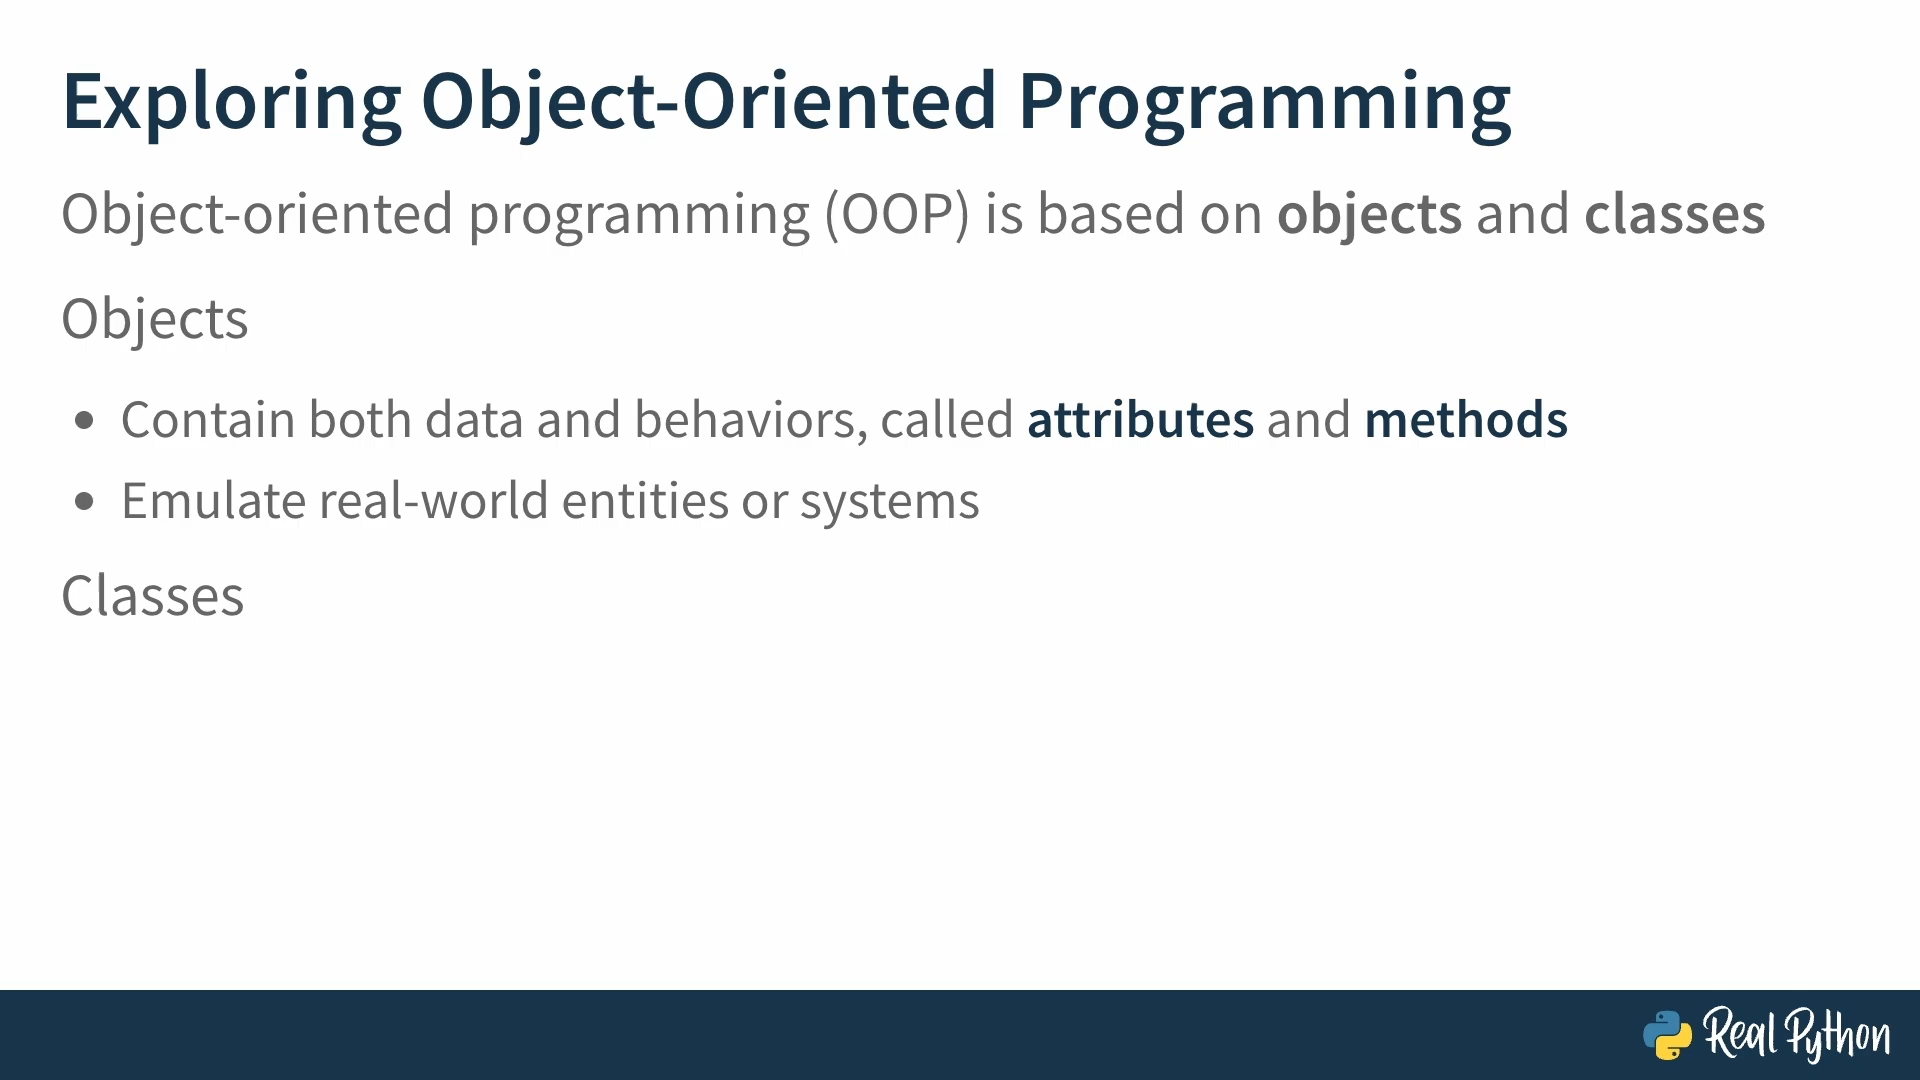 Exploring Object-Oriented Programming
Object-oriented programming (OOP) is based on objects and classes
Objects
• Contain both data and behaviors, called attributes and methods
• Emulate real-world entities or systems
Classes
Real Python